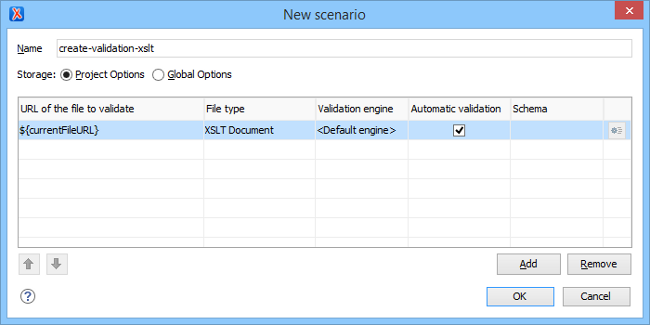 New scenario
Name create-validation-xslt
Storage: Project Options Global Options
URL of the file to validate File type Validation engine Automatic validation Schema
${currentFileURL} XSLT Document <Default engine>
Add Remove
? OK Cancel